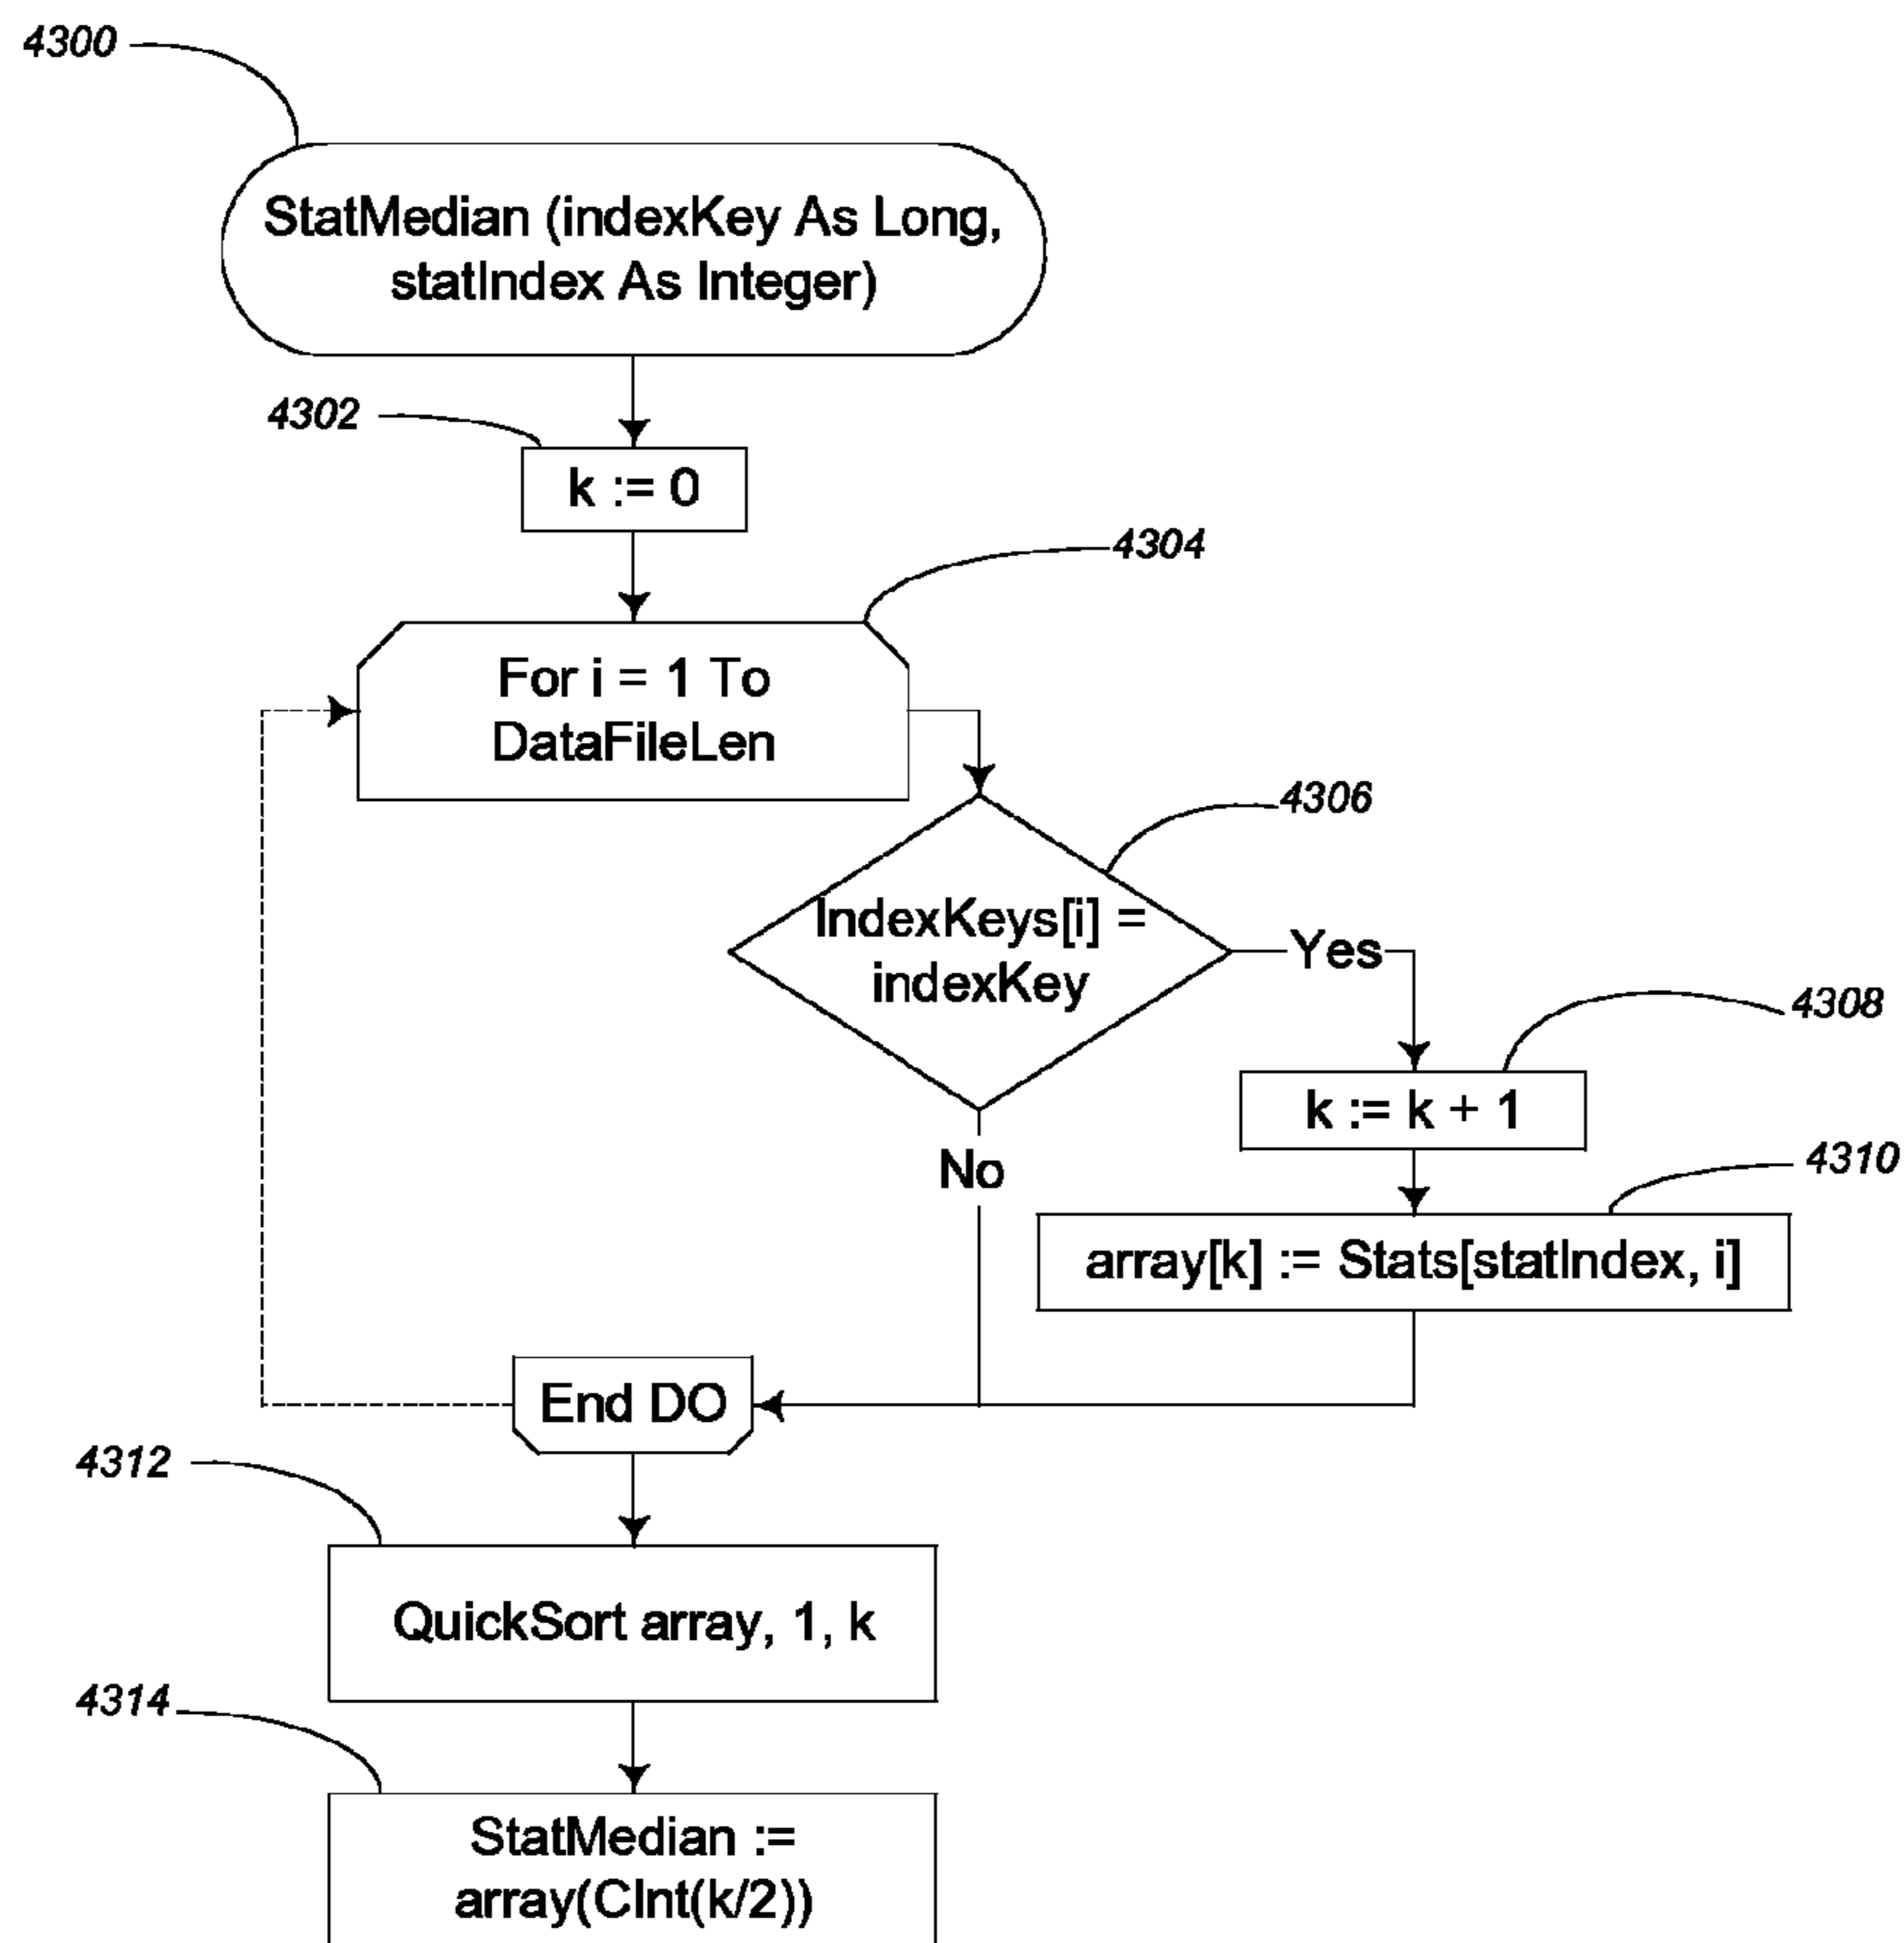 4300
StatMedian (indexKey As Long,
statIndex As Integer)
4302
k := 0
4304
For i = 1 To
DataFileLen
4306
IndexKeys[i] =
indexKey
Yes
4308
k := k + 1
No
4310
array[k] := Stats[statIndex, i]
End DO
4312
QuickSort array, 1, k
4314
StatMedian :=
array(CInt(k/2))